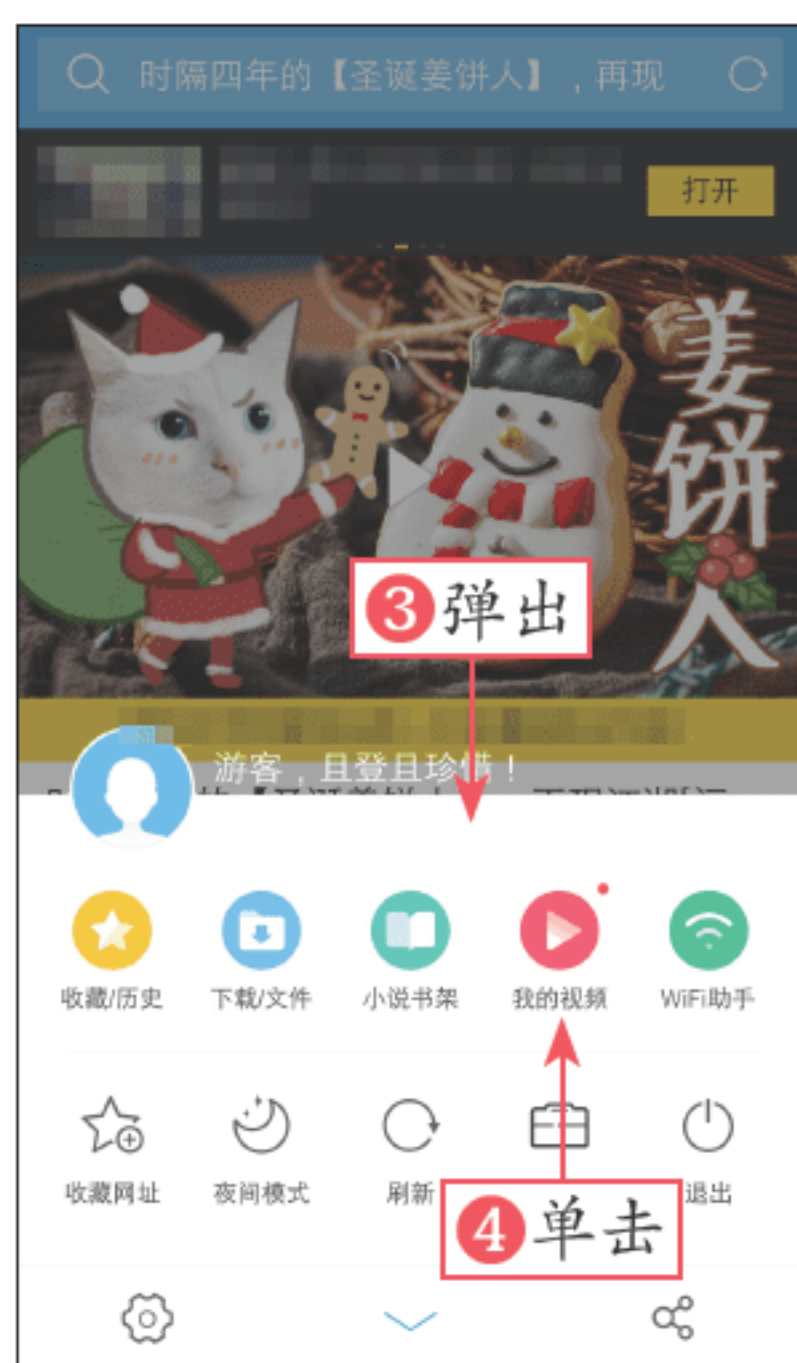 时隔四年的【圣诞姜饼人】，再现
打开
姜饼人
❸弹出
游客，且登且珍惜！
收藏/历史 下载/文件 小说书架 我的视频 WiFi助手
收藏网址 夜间模式 刷新 退出
❹单击